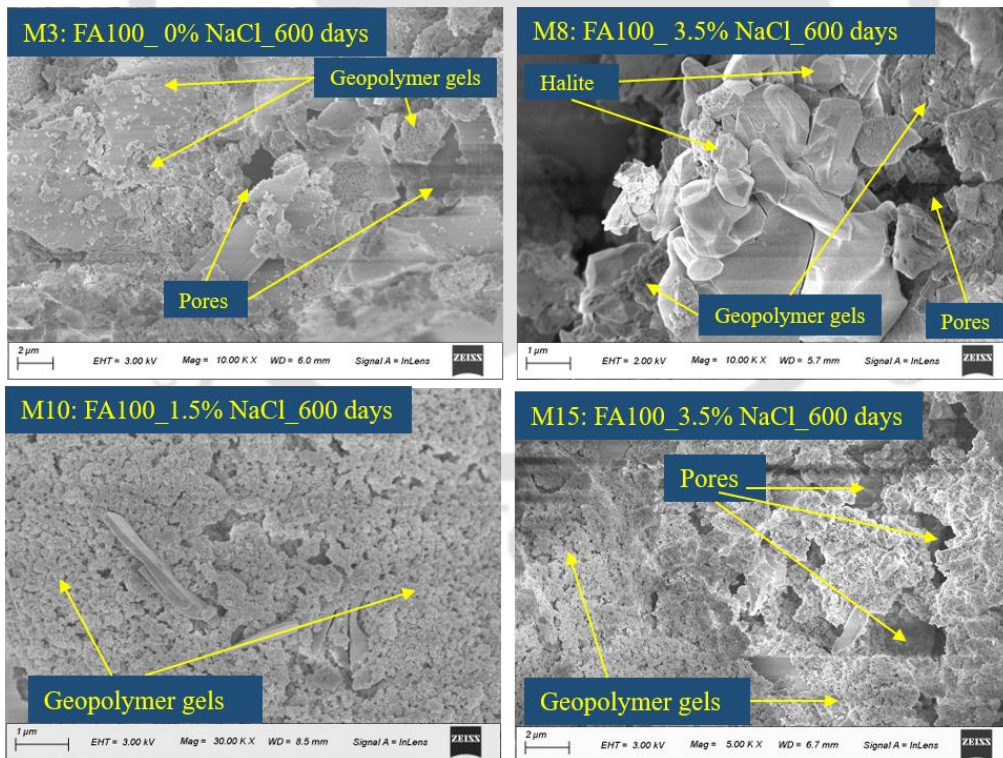 M3: FA100_ 0% NaCl_600 days
Geopolymer gels
Pores
2 µm
EHT = 3.00 kV Mag = 10.00 K X WD = 6.0 mm Signal A = InLens
ZEISS
M8: FA100_ 3.5% NaCl_600 days
Halite
Geopolymer gels
Pores
1 µm
EHT = 2.00 kV Mag = 10.00 K X WD = 5.7 mm Signal A = InLens
ZEISS
M10: FA100_1.5% NaCl_600 days
Geopolymer gels
1 µm
EHT = 3.00 kV Mag = 30.00 K X WD = 8.5 mm Signal A = InLens
ZEISS
M15: FA100_3.5% NaCl_600 days
Pores
Geopolymer gels
2 µm
EHT = 3.00 kV Mag = 5.00 K X WD = 6.7 mm Signal A = InLens
ZEISS